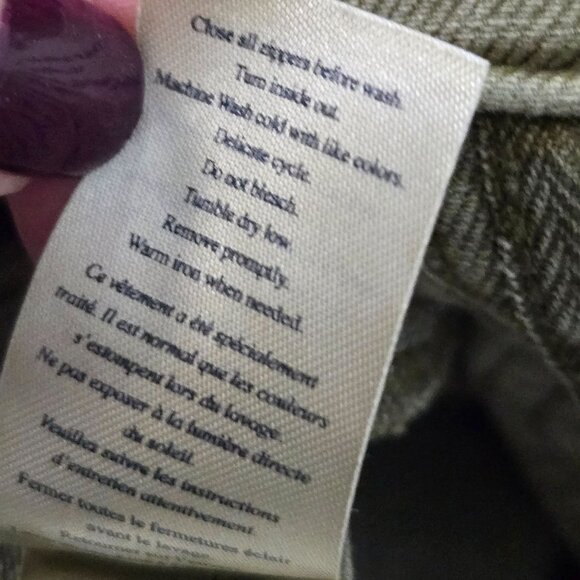 Close all zippers before wash.
Turn inside out.
Machine Wash cold with like colors.
Delicate cycle.
Do not bleach.
Tumble dry low
Remove promptly.
Warm iron when needed.
Ce vêtement a été spécialement
traité. Il est normal que les couleurs
s'estompent lors du lavage.
Ne pas exposer à la lumière directe
du soleil.
Veuilles suivre les instructions
d'entretien attentivement.
Fermer toutes le fermetures éclair
avant le lavage
Retourner